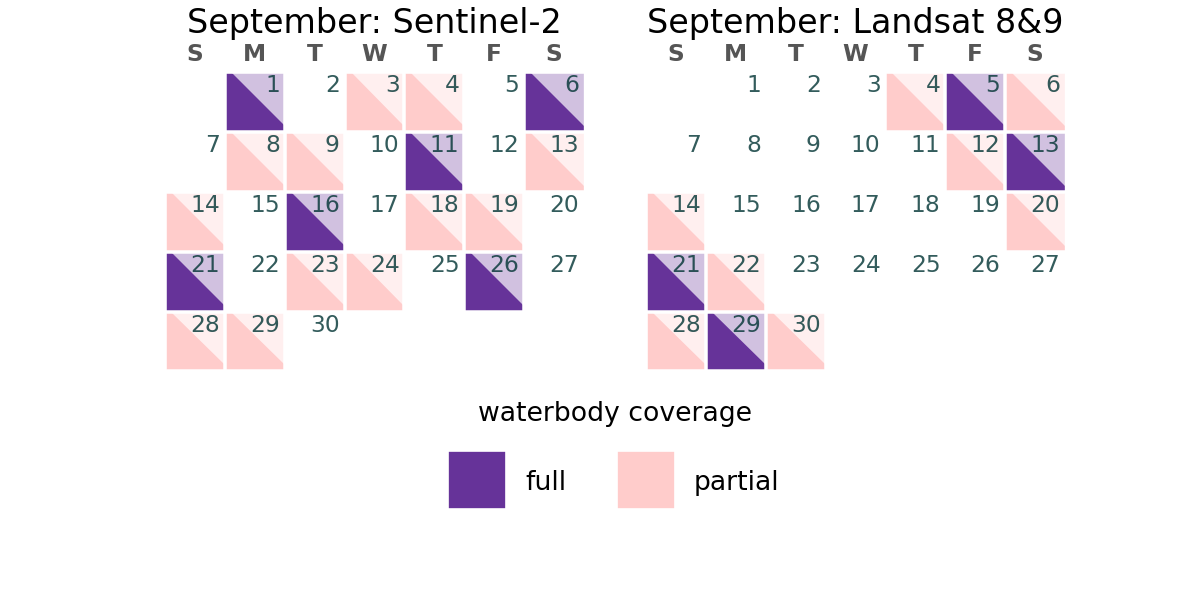 September: Sentinel-2
S M T W T F S
1 2 3 4 5 6
7 8 9 10 11 12 13
14 15 16 17 18 19 20
21 22 23 24 25 26 27
28 29 30
September: Landsat 8&9
S M T W T F S
1 2 3 4 5 6
7 8 9 10 11 12 13
14 15 16 17 18 19 20
21 22 23 24 25 26 27
28 29 30
waterbody coverage
full
partial